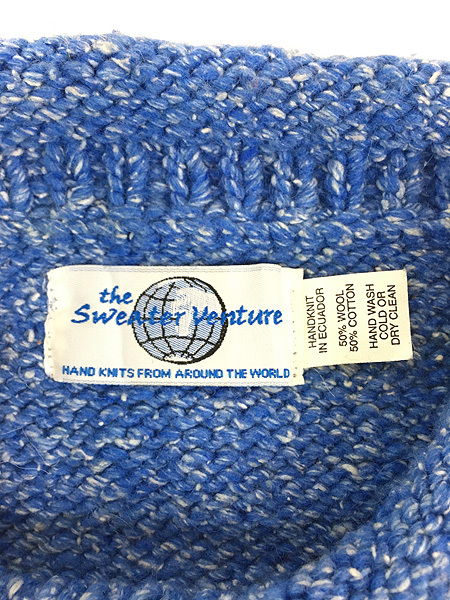 the
Sweater Venture
HAND KNITS FROM AROUND THE WORLD
HANDKNIT
IN ECUADOR
50% WOOL
50% COTTON
HAND WASH
COLD OR
DRY CLEAN